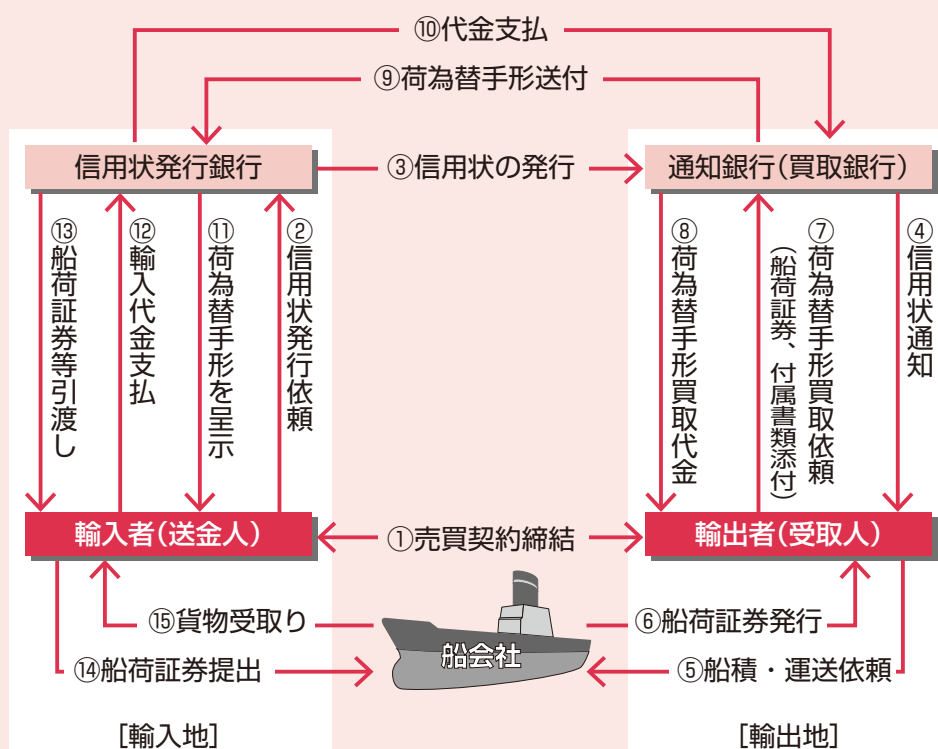 ⑩代金支払
⑨荷為替手形送付
信用状発行銀行
③信用状の発行
通知銀行(買取銀行)
⑬船荷証券等引渡し
⑫輸入代金支払
⑪荷為替手形を呈示
②信用状発行依頼
⑧荷為替手形買取代金
⑦荷為替手形買取依頼
(船荷証券、付属書類添付)
④信用状通知
輸入者(送金人)
①売買契約締結
輸出者(受取人)
⑮貨物受取り
⑥船荷証券発行
船会社
⑭船荷証券提出
⑤船積・運送依頼
[輸入地]
[輸出地]